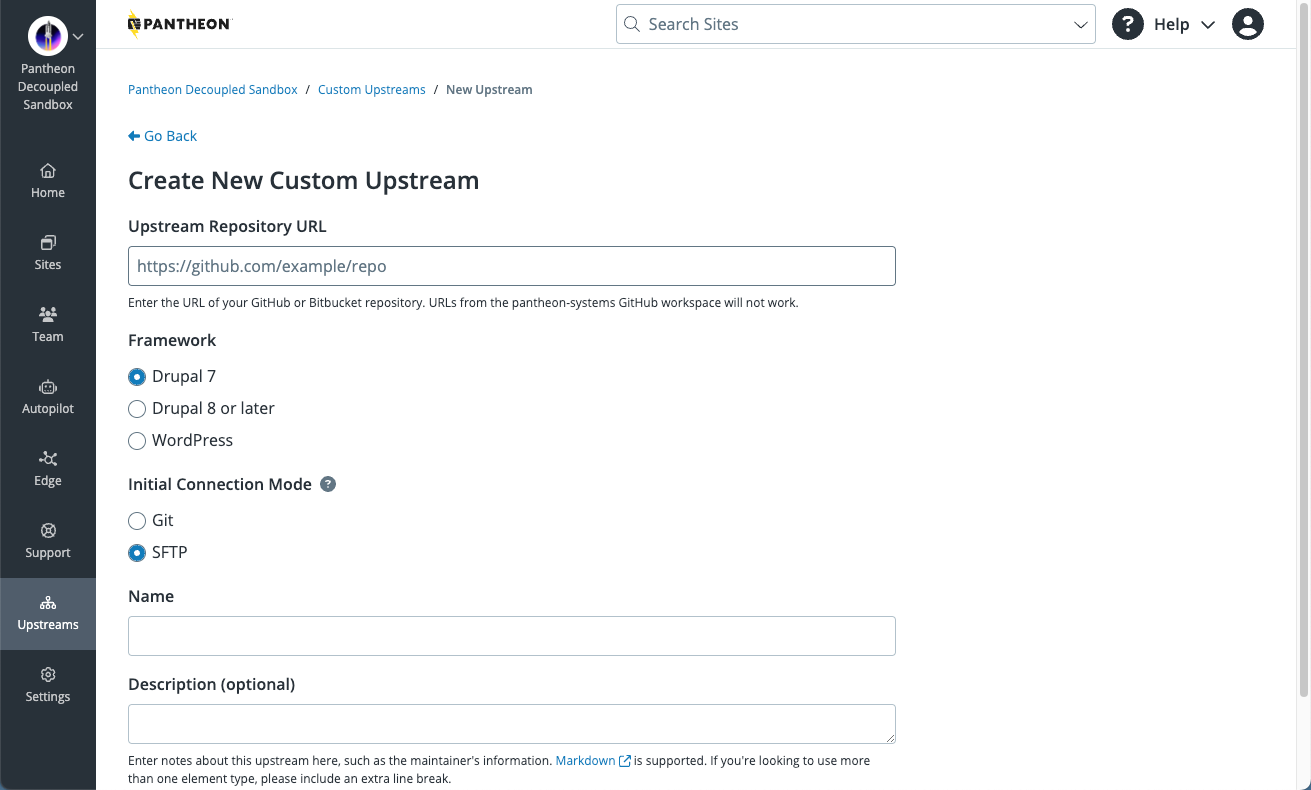 Pantheon
Decoupled
Sandbox
Home
Sites
Team
Autopilot
Edge
Support
Upstreams
Settings
PANTHEON
Search Sites
? Help
Pantheon Decoupled Sandbox / Custom Upstreams / New Upstream
Go Back
Create New Custom Upstream
Upstream Repository URL
https://github.com/example/repo
Enter the URL of your GitHub or Bitbucket repository. URLs from the pantheon-systems GitHub workspace will not work.
Framework
Drupal 7
Drupal 8 or later
WordPress
Initial Connection Mode ?
Git
SFTP
Name
Description (optional)
Enter notes about this upstream here, such as the maintainer's information. Markdown is supported. If you're looking to use more
than one element type, please include an extra line break.